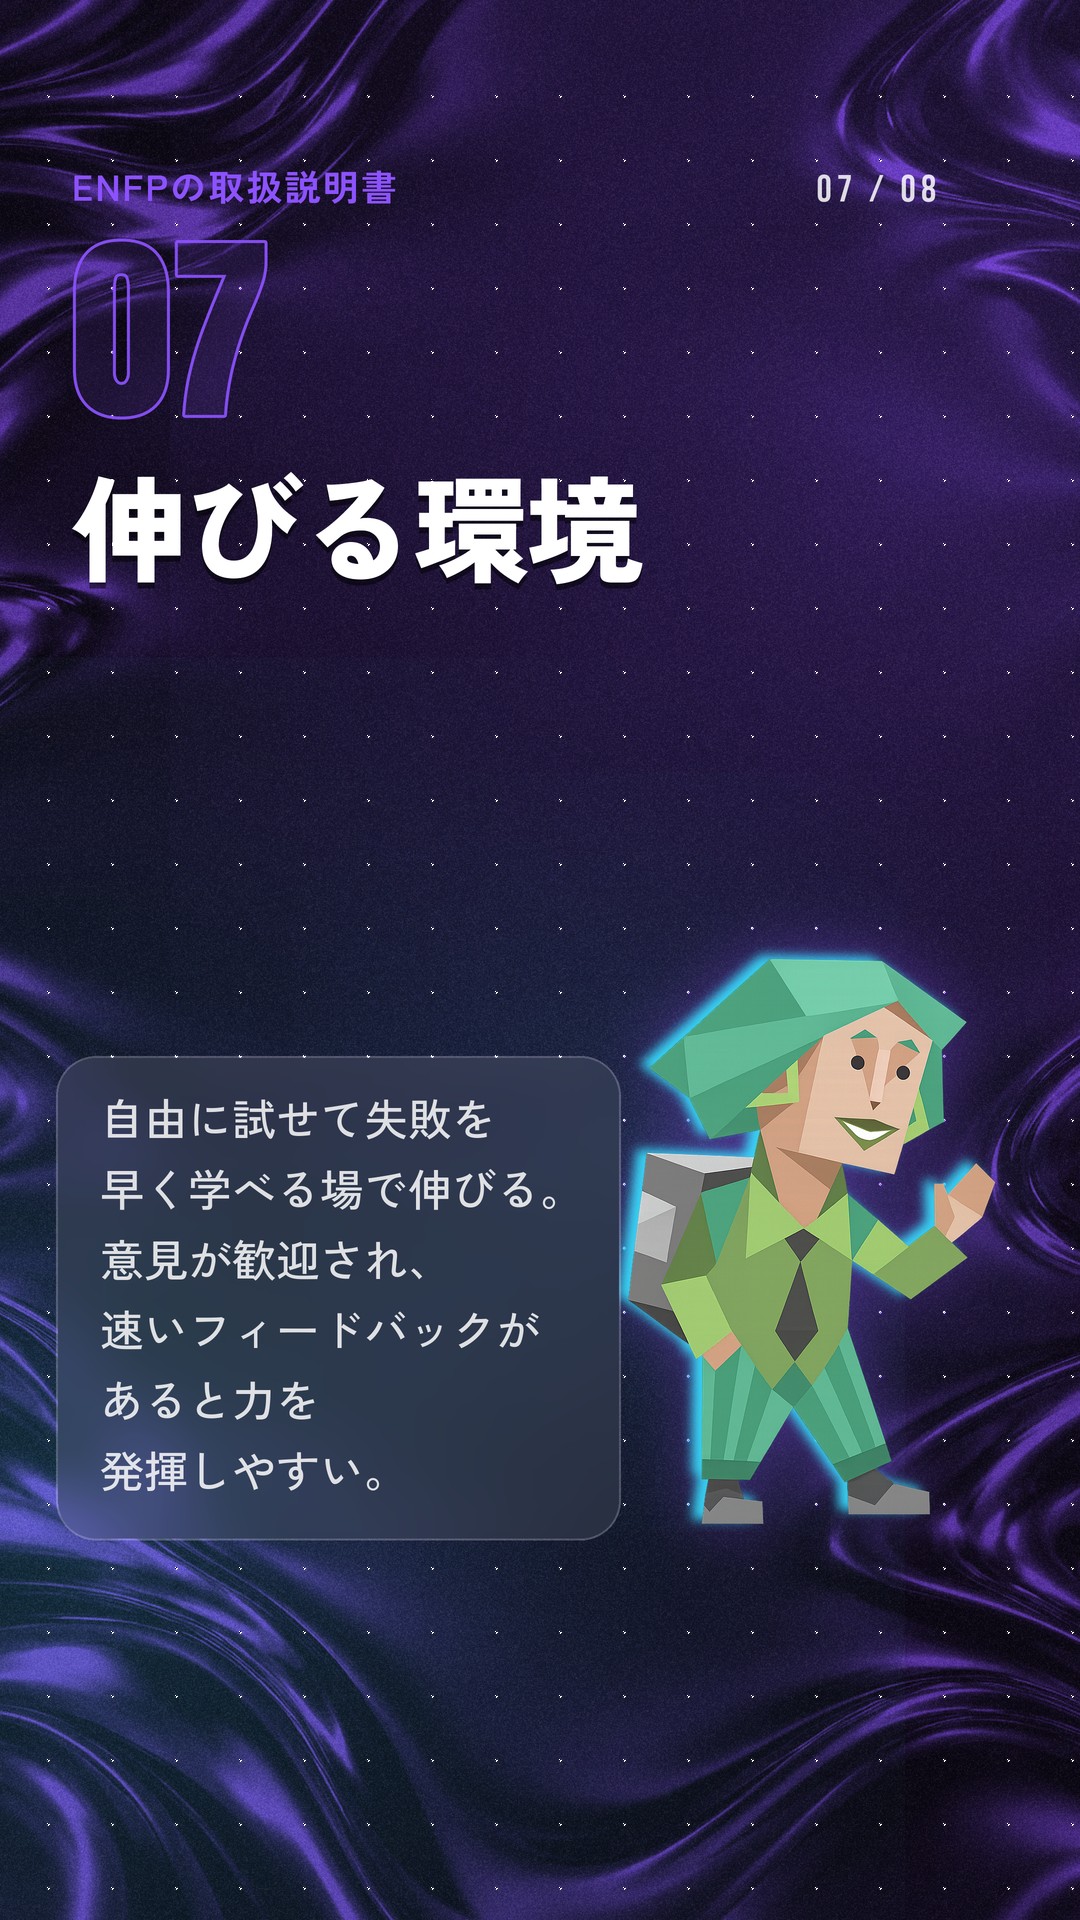 ENFPの取扱説明書
07 / 08
07
伸びる環境
自由に試せて失敗を
早く学べる場で伸びる。
意見が歓迎され、
速いフィードバックが
あると力を
発揮しやすい。